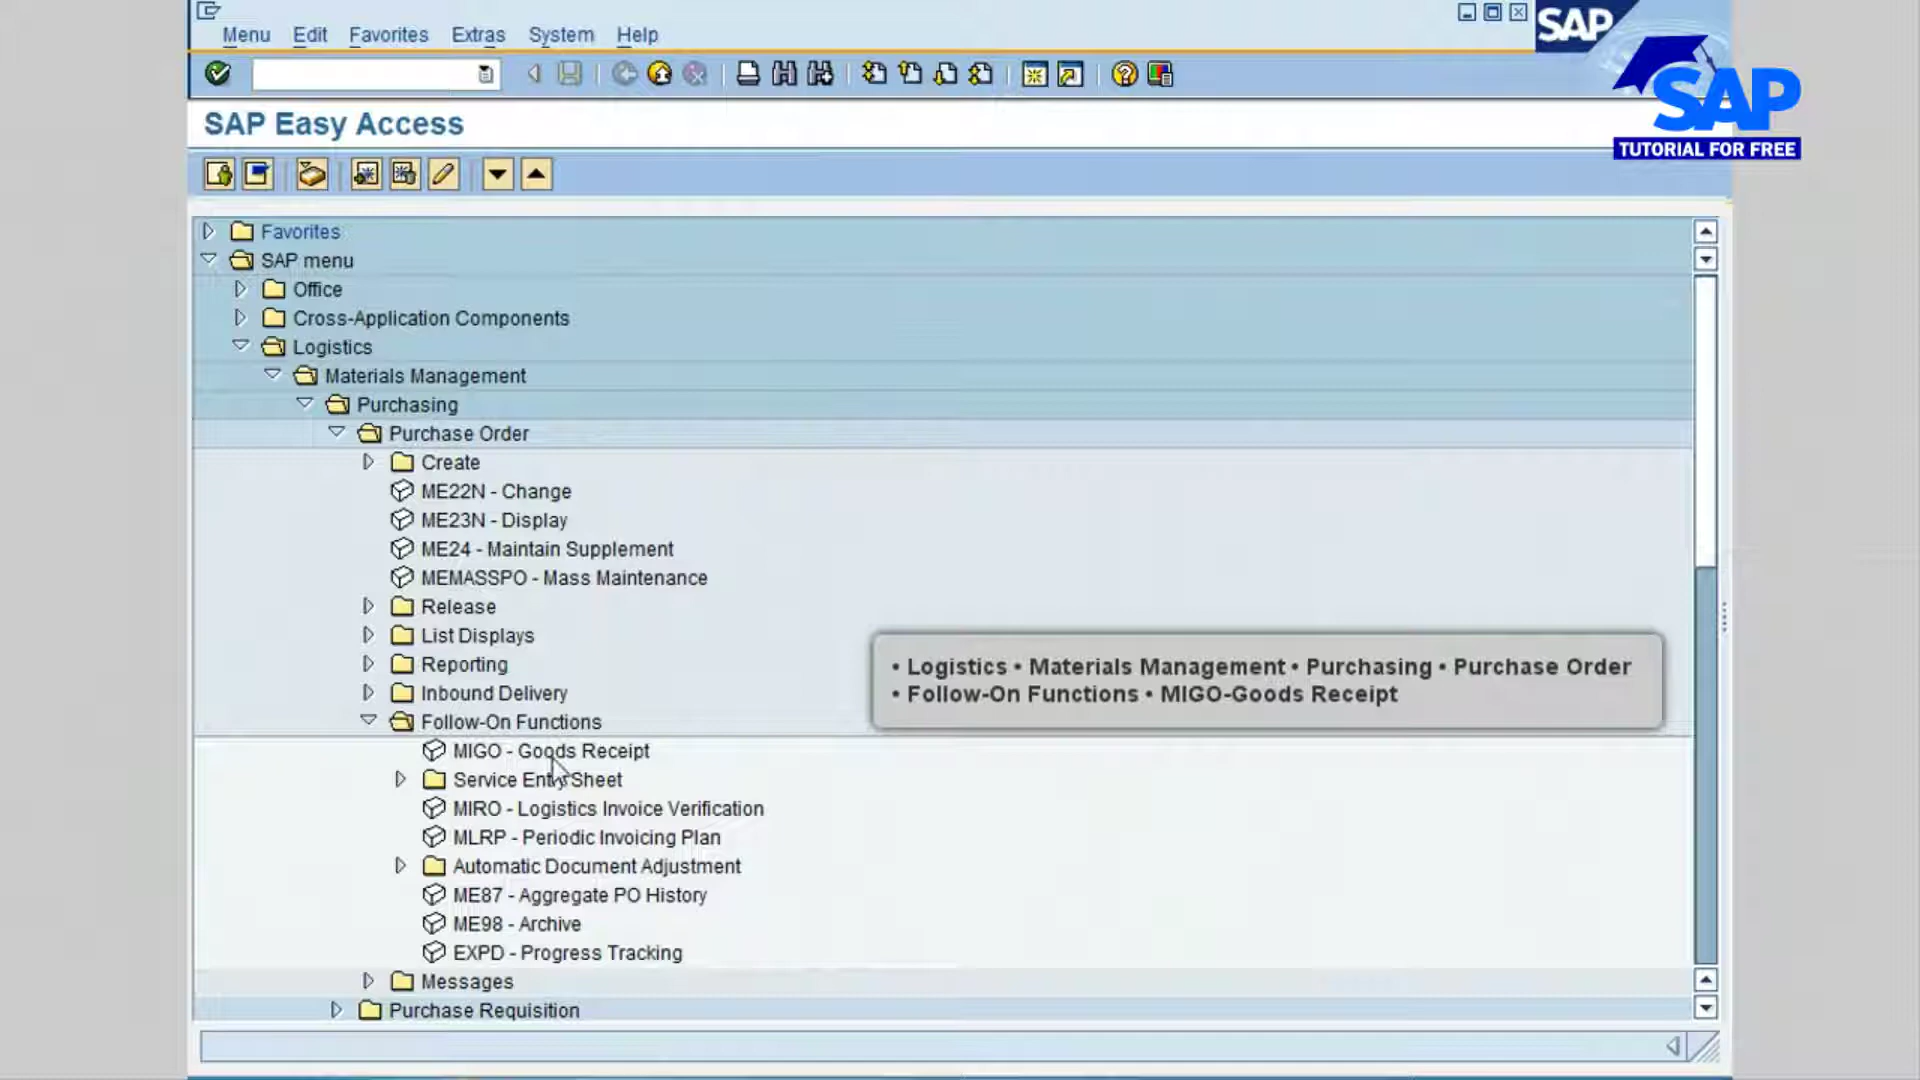 Menu Edit Favorites Extras System Help
SAP
SAP
TUTORIAL FOR FREE
SAP Easy Access
Favorites
SAP menu
Office
Cross-Application Components
Logistics
Materials Management
Purchasing
Purchase Order
Create
ME22N - Change
ME23N - Display
ME24 - Maintain Supplement
MEMASSPO - Mass Maintenance
Release
List Displays
Reporting
Inbound Delivery
Follow-On Functions
• Logistics • Materials Management • Purchasing • Purchase Order
• Follow-On Functions • MIGO-Goods Receipt
MIGO - Goods Receipt
Service Entry Sheet
MIRO - Logistics Invoice Verification
MLRP - Periodic Invoicing Plan
Automatic Document Adjustment
ME87 - Aggregate PO History
ME98 - Archive
EXPD - Progress Tracking
Messages
Purchase Requisition